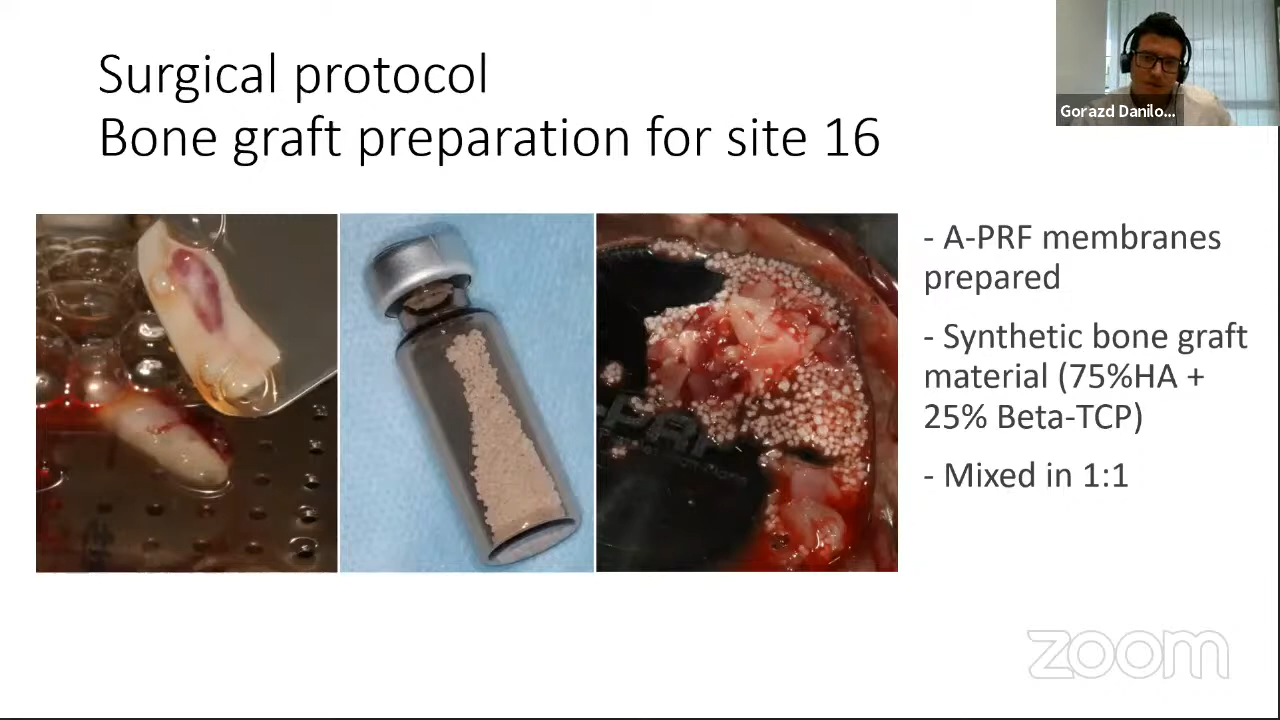 Surgical protocol
Bone graft preparation for site 16
Gorazd Danilo...
- A-PRF membranes
prepared
- Synthetic bone graft
material (75%HA +
25% Beta-TCP)
- Mixed in 1:1
zoom